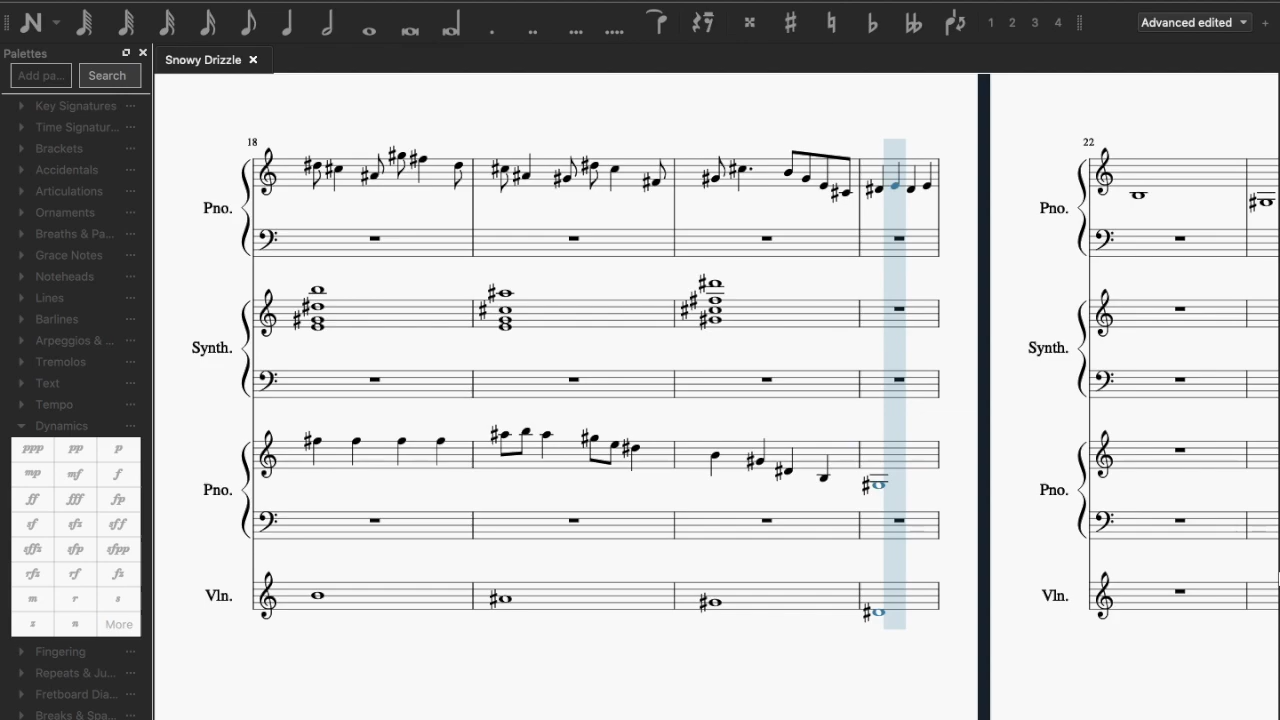 1 2 3 4 Advanced edited
Palettes
Add pa...
Search
Snowy Drizzle
Key Signatures
Time Signatur...
Brackets
Accidentals
Articulations
Ornaments
Breaths & Pa...
Grace Notes
Noteheads
Lines
Barlines
Arpeggios & ...
Tremolos
Text
Tempo
Dynamics
ppp pp p
mp mf f
ff fff fp
sf sfz sff
sffz sfp sfpp
rfz rf fz
m r s
z n More
Fingering
Repeats & Ju...
Fretboard Dia...
Breaks & Spa...
18
Pno.
Synth.
Pno.
Vln.
22
Pno.
Synth.
Pno.
Vln.